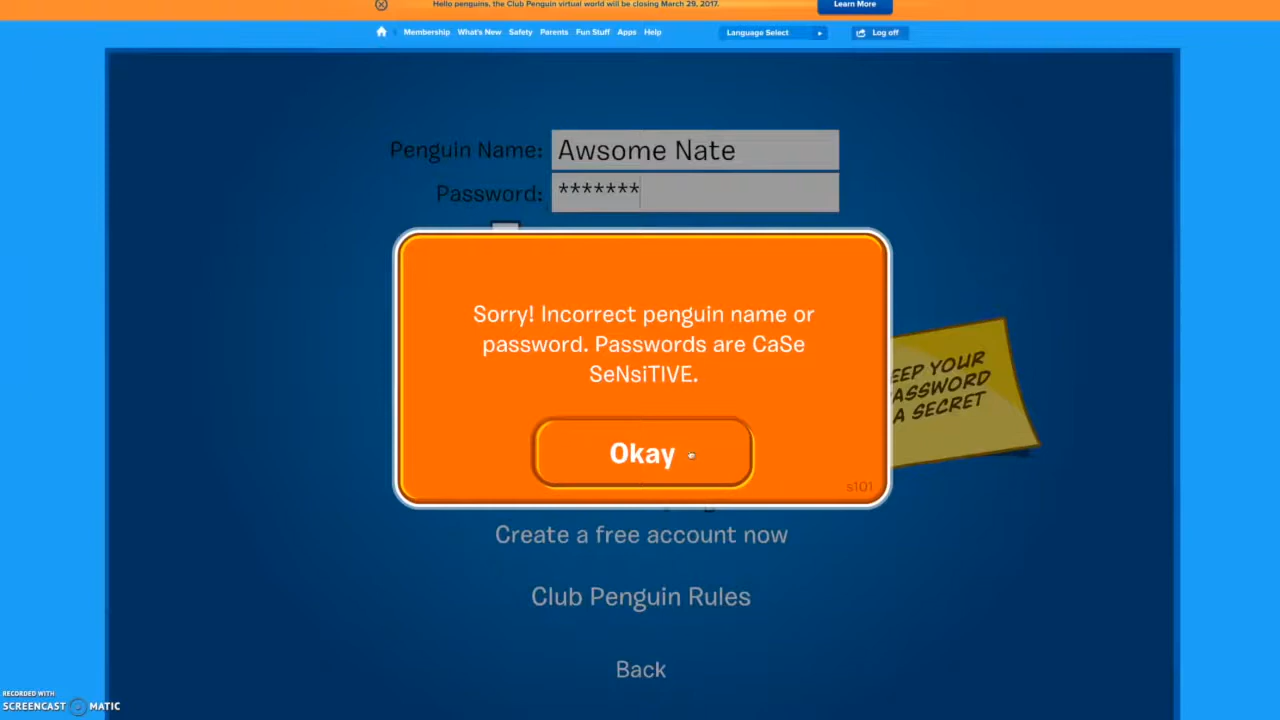 Hello penguins, the Club Penguin virtual world will be closing March 29, 2017.
Learn More
Membership What's New Safety Parents Fun Stuff Apps Help
Language Select
Log off
Penguin Name: Awsome Nate
Password: *******
Sorry! Incorrect penguin name or
password. Passwords are CaSe
SeNsiTIVE.
Okay
s101
EEP YOUR
ASSWORD
A SECRET
Create a free account now
Club Penguin Rules
Back
RECORDED WITH
SCREENCAST MATIC